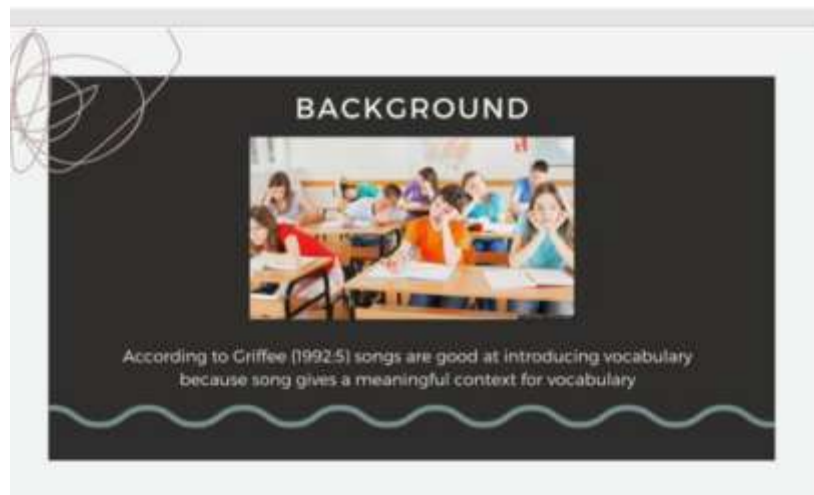 BACKGROUND
According to Griffee (1992:5) songs are good at introducing vocabulary
because song gives a meaningful context for vocabulary